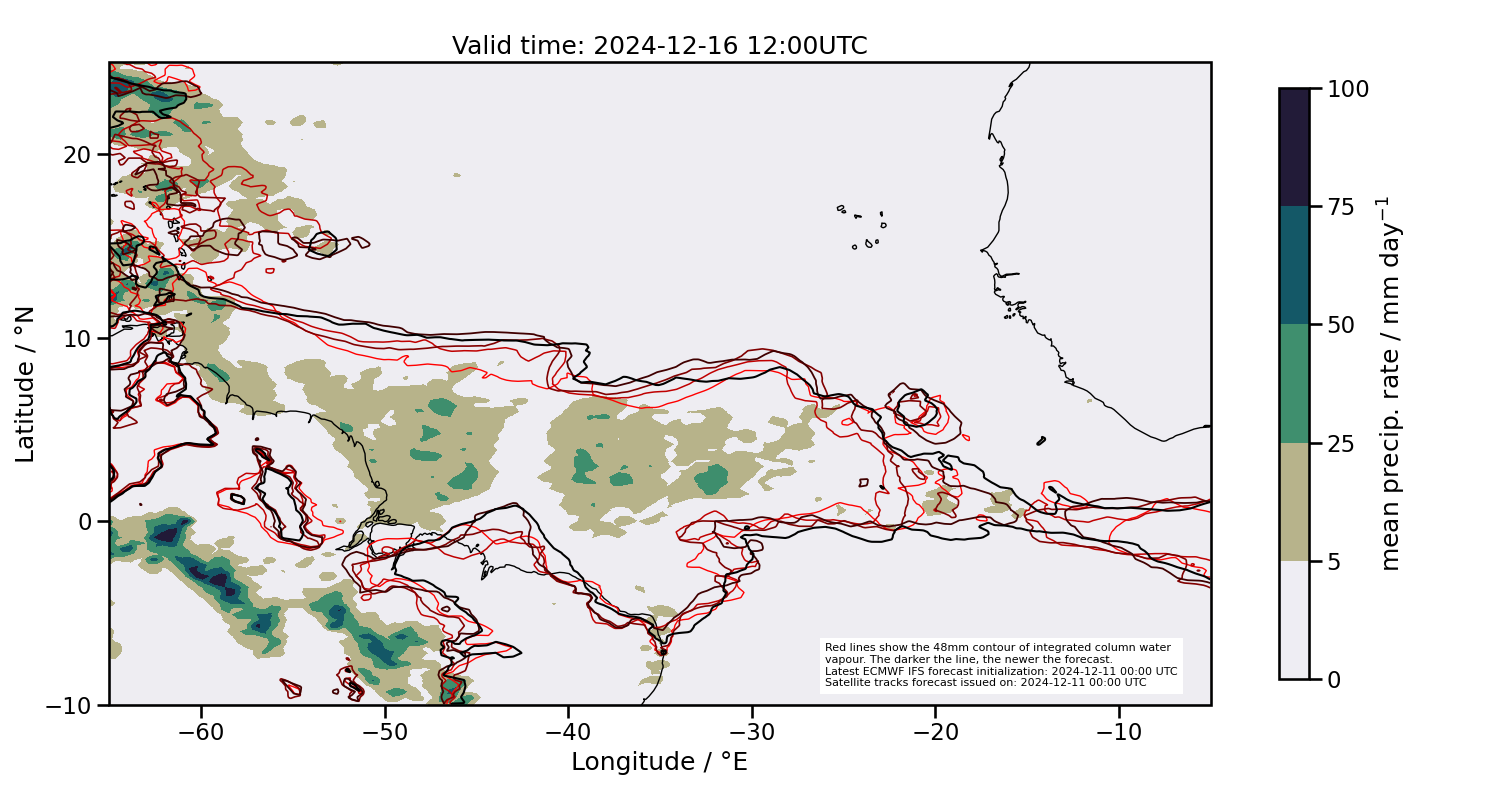 Valid time: 2024-12-16 12:00UTC
20
10
0
−10
Latitude / °N
−60
−50
−40
−30
−20
−10
Longitude / °E
Red lines show the 48mm contour of integrated column water
vapour. The darker the line, the newer the forecast.
Latest ECMWF IFS forecast initialization: 2024-12-11 00:00 UTC
Satellite tracks forecast issued on: 2024-12-11 00:00 UTC
100
75
50
25
5
0
mean precip. rate / mm day⁻¹